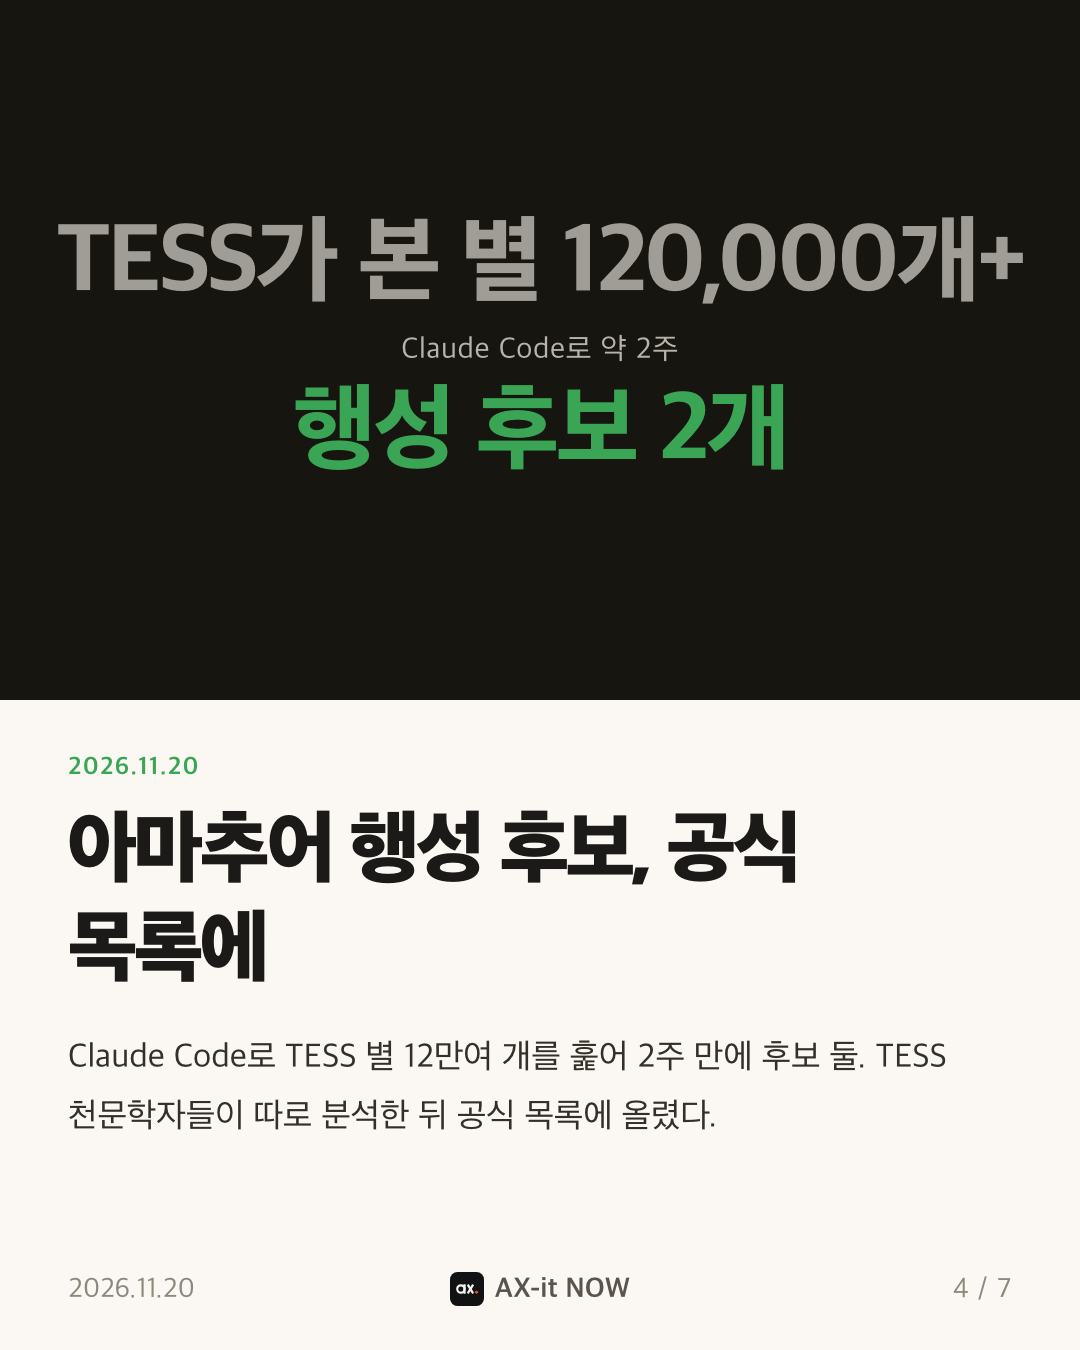 TESS가 본 별 120,000개+
Claude Code로 약 2주
행성 후보 2개
2026.11.20
아마추어 행성 후보, 공식
목록에
Claude Code로 TESS 별 12만여 개를 훑어 2주 만에 후보 둘. TESS
천문학자들이 따로 분석한 뒤 공식 목록에 올렸다.
2026.11.20
ax. AX-it NOW
4 / 7